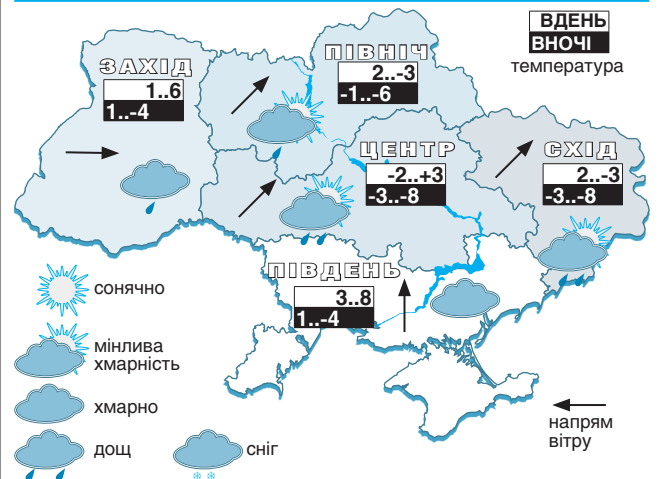 ВДЕНЬ
ВНОЧІ
температура
ПІВНІЧ
2..-3
-1..-6
ЗАХІД
1..6
1..-4
ЦЕНТР
-2..+3
-3..-8
СХІД
2..-3
-3..-8
ПІВДЕНЬ
3..8
1..-4
сонячно
мінлива
хмарність
хмарно
дощ
сніг
напрям
вітру